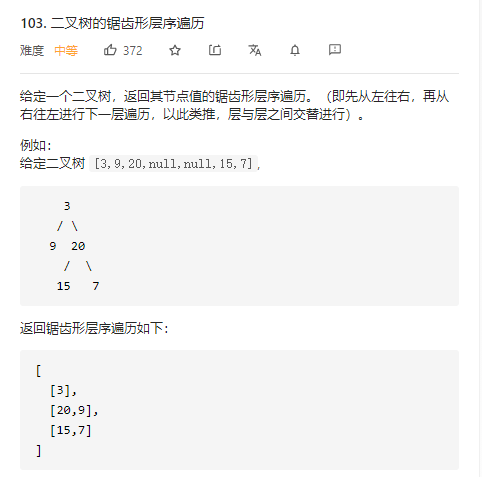 103. 二叉树的锯齿形层序遍历
难度 中等 372
给定一个二叉树，返回其节点值的锯齿形层序遍历。（即先从左往右，再从
右往左进行下一层遍历，以此类推，层与层之间交替进行）。
例如：
给定二叉树 [3,9,20,null,null,15,7],
3
/ \
9 20
/ \
15 7
返回锯齿形层序遍历如下：
[
[3],
[20,9],
[15,7]
]